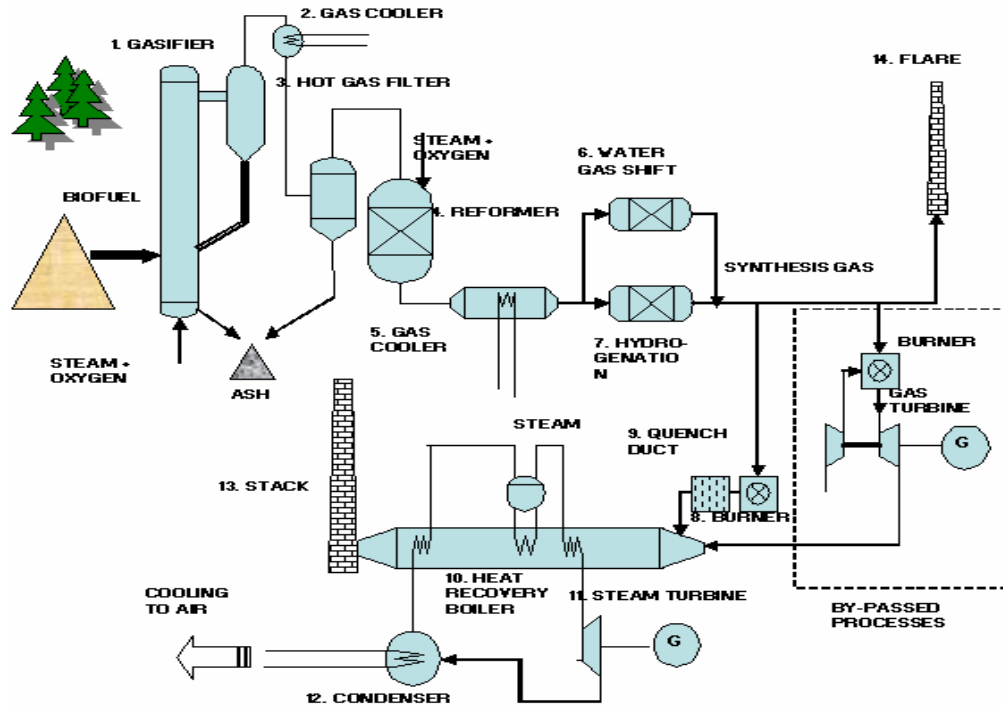 2. GAS COOLER
1. GASIFIER
14. FLARE
3. HOT GAS FILTER
STEAM +
OXYGEN
6. WATER
GAS SHIFT
BIOFUEL
4. REFORMER
SYNTHESIS GAS
5. GAS
COOLER
7. HYDRO-
GENATIO
N
BURNER
STEAM +
OXYGEN
ASH
GAS
TURBINE
STEAM
9. QUENCH
DUCT
G
13. STACK
8. BURNER
10. HEAT
RECOVERY
BOILER
11. STEAM TURBINE
COOLING
TO AIR
BY-PASSED
PROCESSES
G
12. CONDENSER